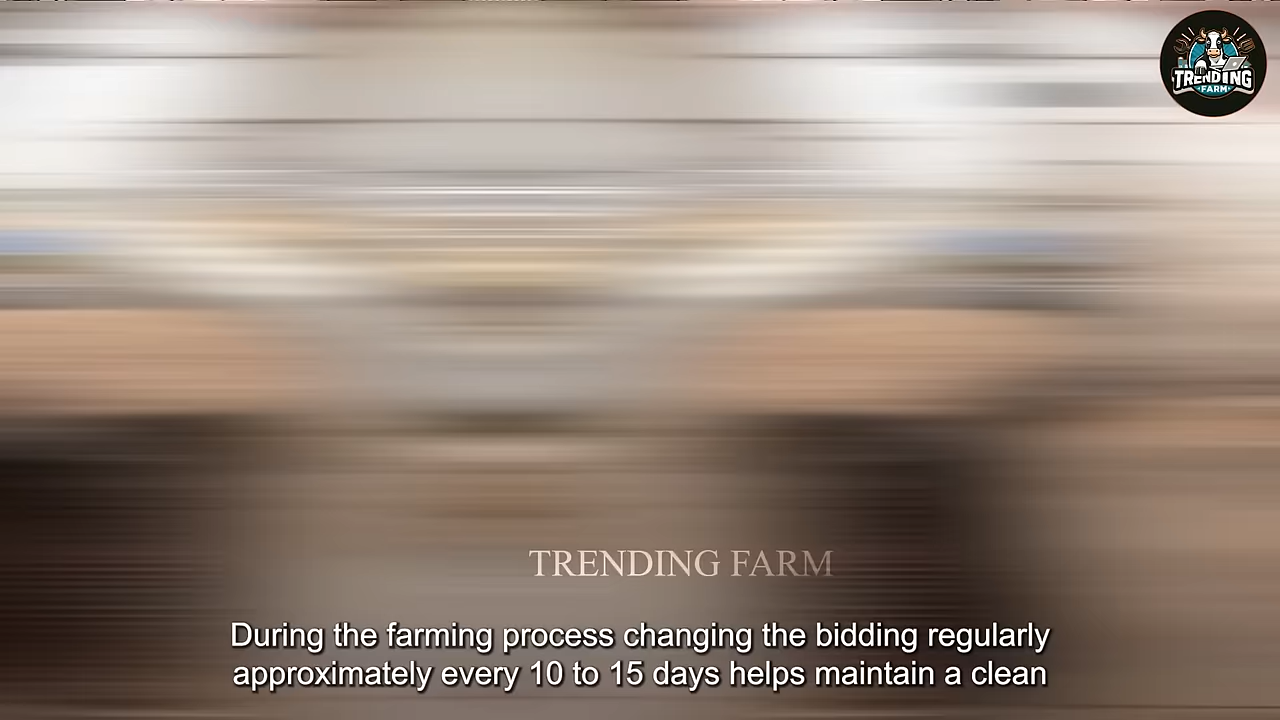 TRENDING
FARM
TRENDING FARM
During the farming process changing the bidding regularly
approximately every 10 to 15 days helps maintain a clean